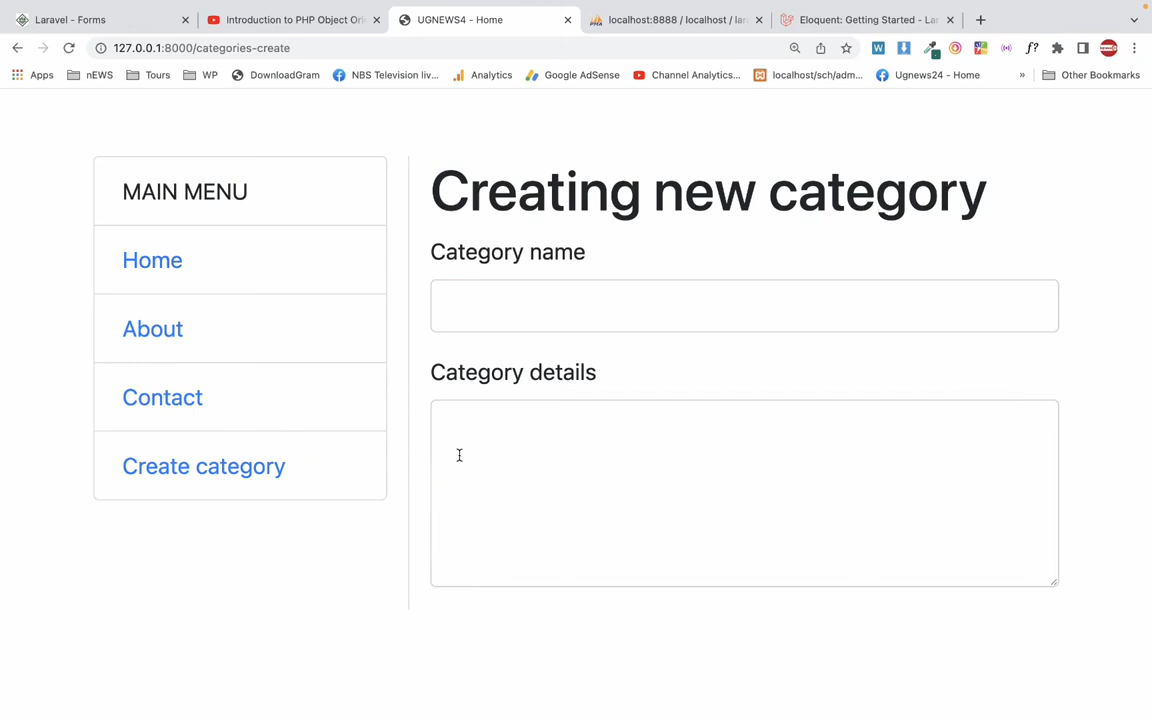 Laravel - Forms
Introduction to PHP Object Ori
UGNEWS4 - Home
localhost:8888 / localhost / lar
Eloquent: Getting Started - La
127.0.0.1:8000/categories-create
Apps
nEWS
Tours
WP
DownloadGram
NBS Television liv...
Analytics
Google AdSense
Channel Analytics...
localhost/sch/adm...
Ugnews24 - Home
»
Other Bookmarks
MAIN MENU
Home
About
Contact
Create category
Creating new category
Category name
Category details